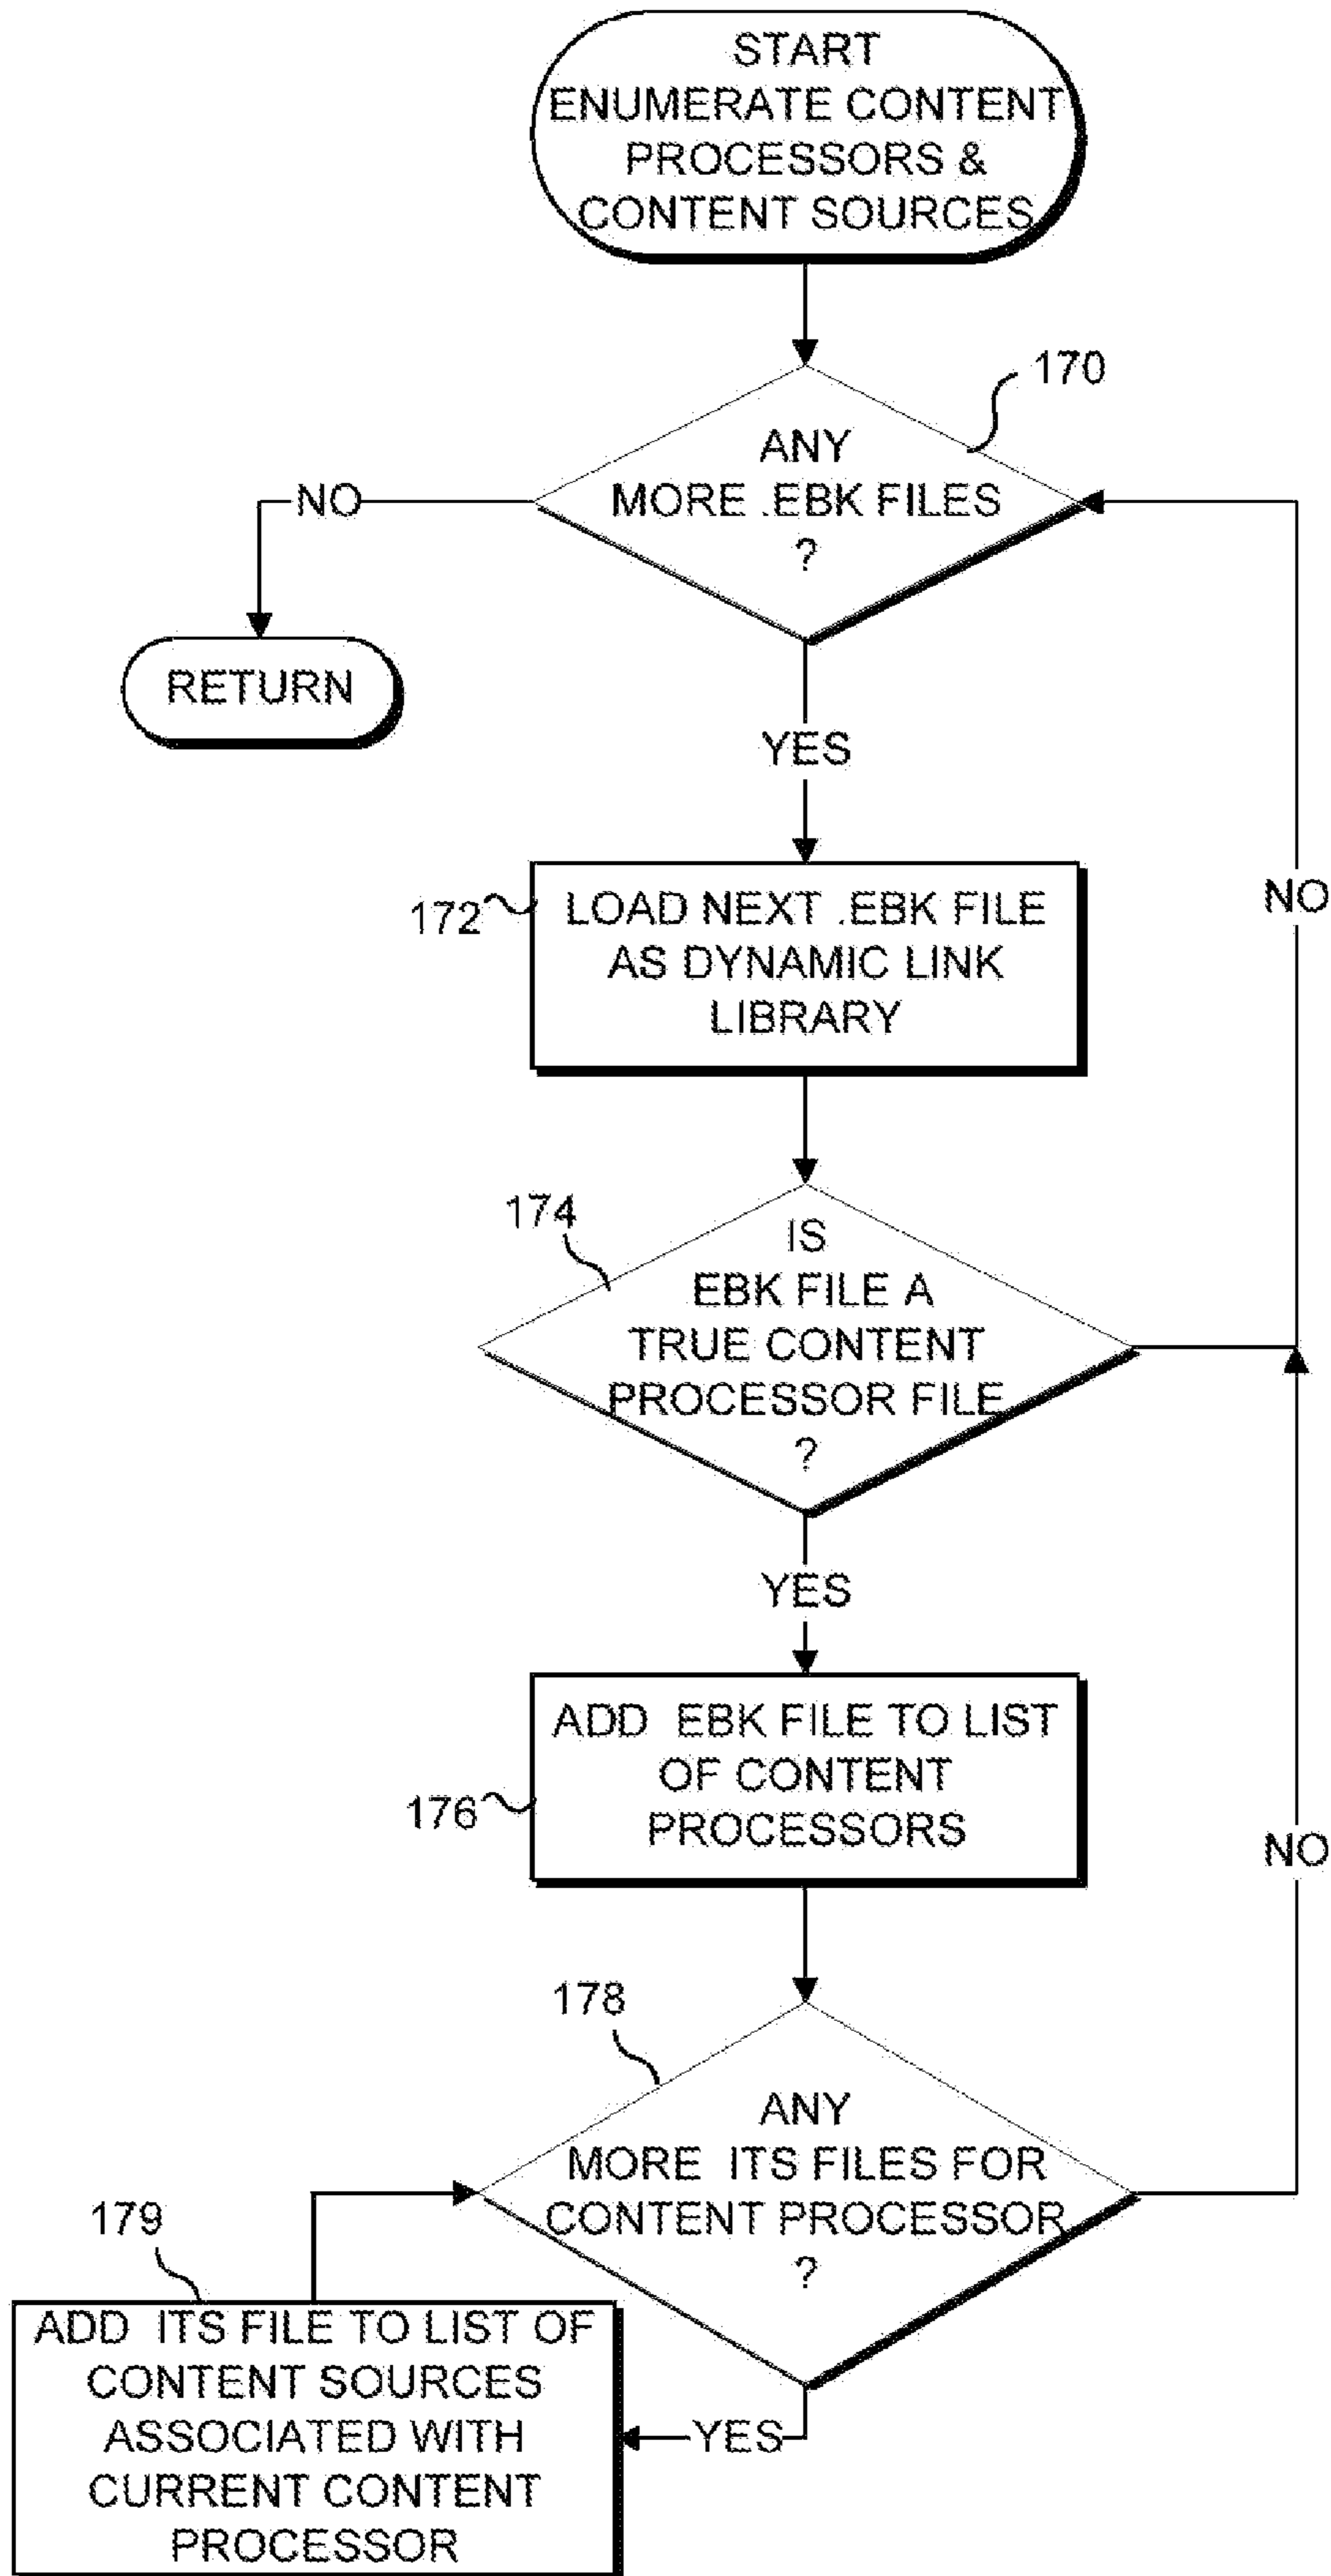 START
ENUMERATE CONTENT
PROCESSORS &
CONTENT SOURCES
170
ANY
MORE .EBK FILES
?
NO
RETURN
YES
172
LOAD NEXT .EBK FILE
AS DYNAMIC LINK
LIBRARY
NO
174
IS
EBK FILE A
TRUE CONTENT
PROCESSOR FILE
?
YES
176
ADD EBK FILE TO LIST
OF CONTENT
PROCESSORS
NO
178
ANY
MORE ITS FILES FOR
CONTENT PROCESSOR
?
179
YES
ADD ITS FILE TO LIST OF
CONTENT SOURCES
ASSOCIATED WITH
CURRENT CONTENT
PROCESSOR